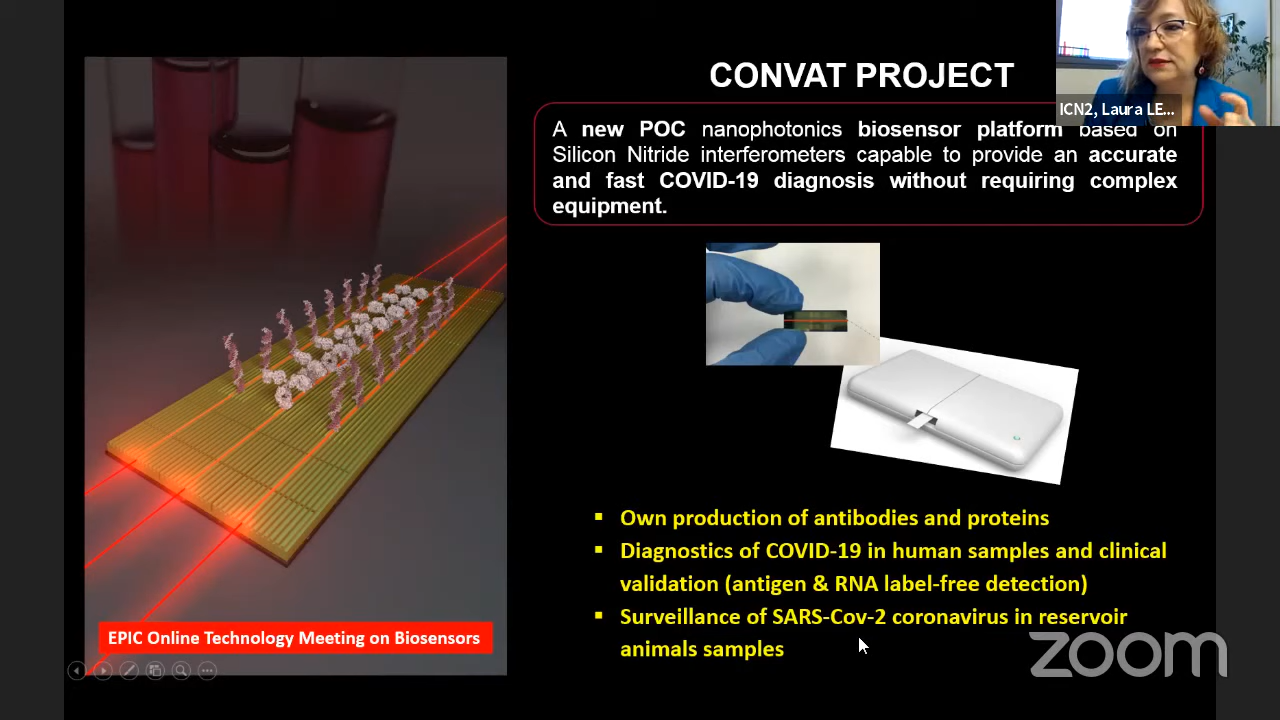 CONVAT PROJECT
ICN2, Laura LE...
A new POC nanophotonics biosensor platform based on
Silicon Nitride interferometers capable to provide an accurate
and fast COVID-19 diagnosis without requiring complex
equipment.
▪ Own production of antibodies and proteins
▪ Diagnostics of COVID-19 in human samples and clinical
validation (antigen & RNA label-free detection)
▪ Surveillance of SARS-Cov-2 coronavirus in reservoir
animals samples
EPIC Online Technology Meeting on Biosensors
zoom